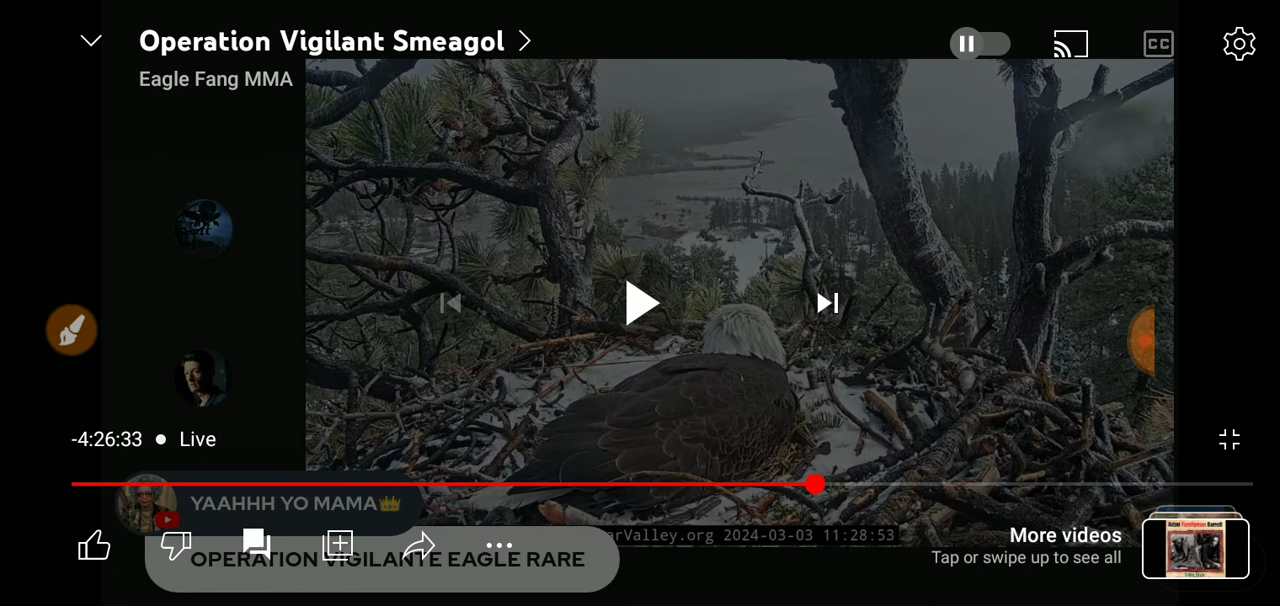 Operation Vigilant Smeagol
CC
Eagle Fang MMA
-4:26:33 Live
YAAHHH YO MAMA👑
OPERATION VIGILANTE EAGLE RARE
arValley.org 2024-03-03 11:28:53
More videos
Tap or swipe up to see all